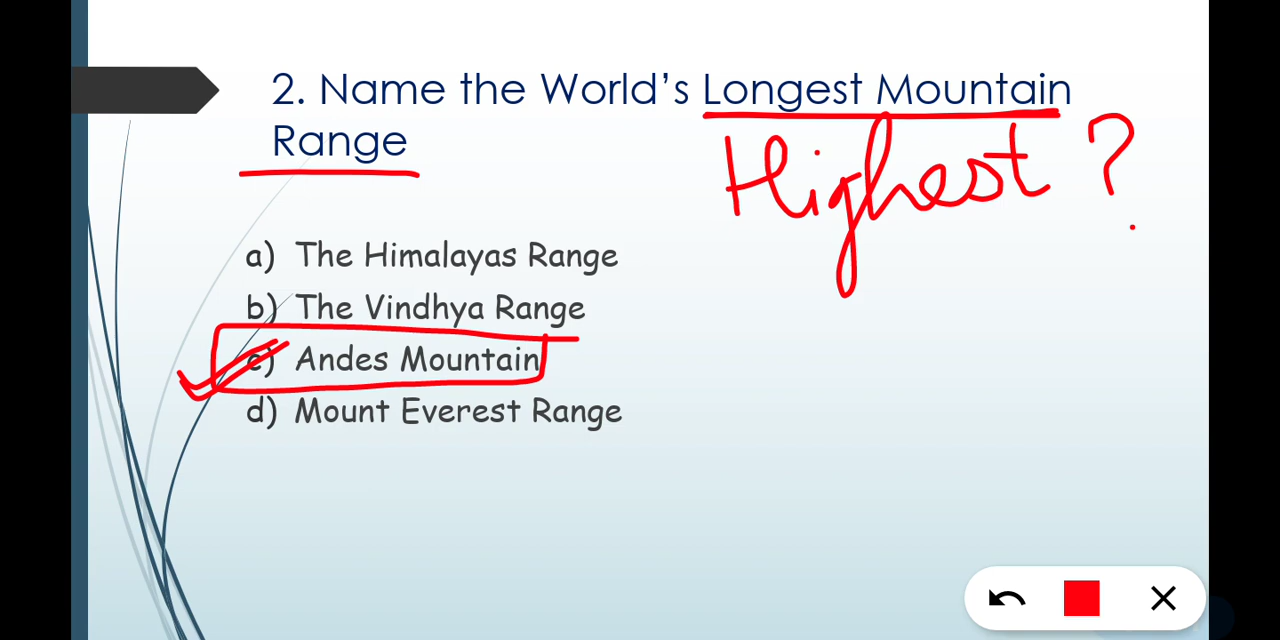 2. Name the World's Longest Mountain
Range
Highest ?
a) The Himalayas Range
b) The Vindhya Range
c) Andes Mountain
d) Mount Everest Range